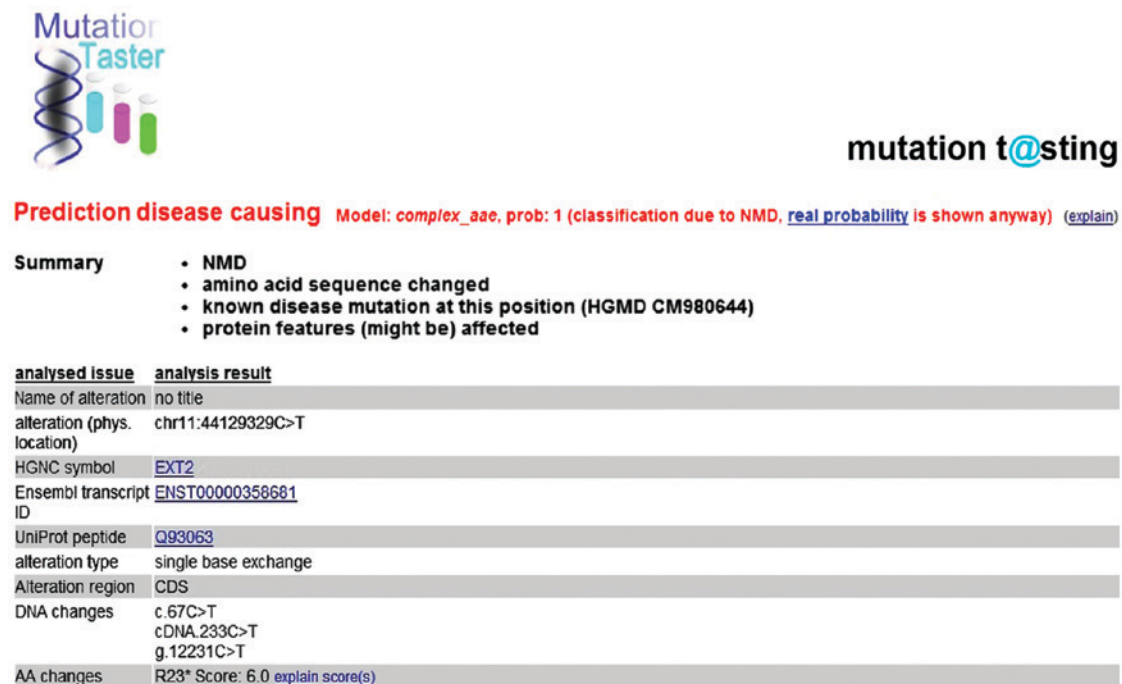 Mutation
Taster
mutation t@sting
Prediction disease causing Model: complex_aae, prob: 1 (classification due to NMD, real probability is shown anyway) (explain)
Summary • NMD
• amino acid sequence changed
• known disease mutation at this position (HGMD CM980644)
• protein features (might be) affected
analysed issue analysis result
Name of alteration no title
alteration (phys. chr11:44129329C>T
location)
HGNC symbol EXT2
Ensembl transcript ENST00000358681
ID
UniProt peptide Q93063
alteration type single base exchange
Alteration region CDS
DNA changes c.67C>T
cDNA.233C>T
g.12231C>T
AA changes R23* Score: 6.0 explain score(s)